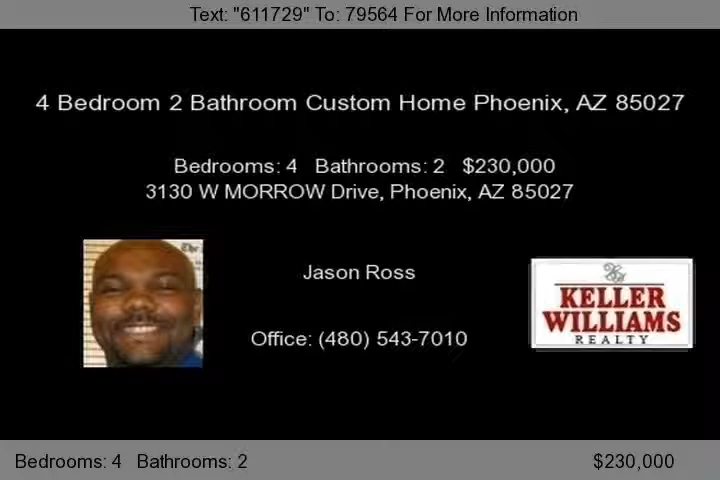 Text: "611729" To: 79564 For More Information
4 Bedroom 2 Bathroom Custom Home Phoenix, AZ 85027
Bedrooms: 4 Bathrooms: 2 $230,000
3130 W MORROW Drive, Phoenix, AZ 85027
Jason Ross
Office: (480) 543-7010
KELLER
WILLIAMS
REALTY
Bedrooms: 4 Bathrooms: 2 $230,000